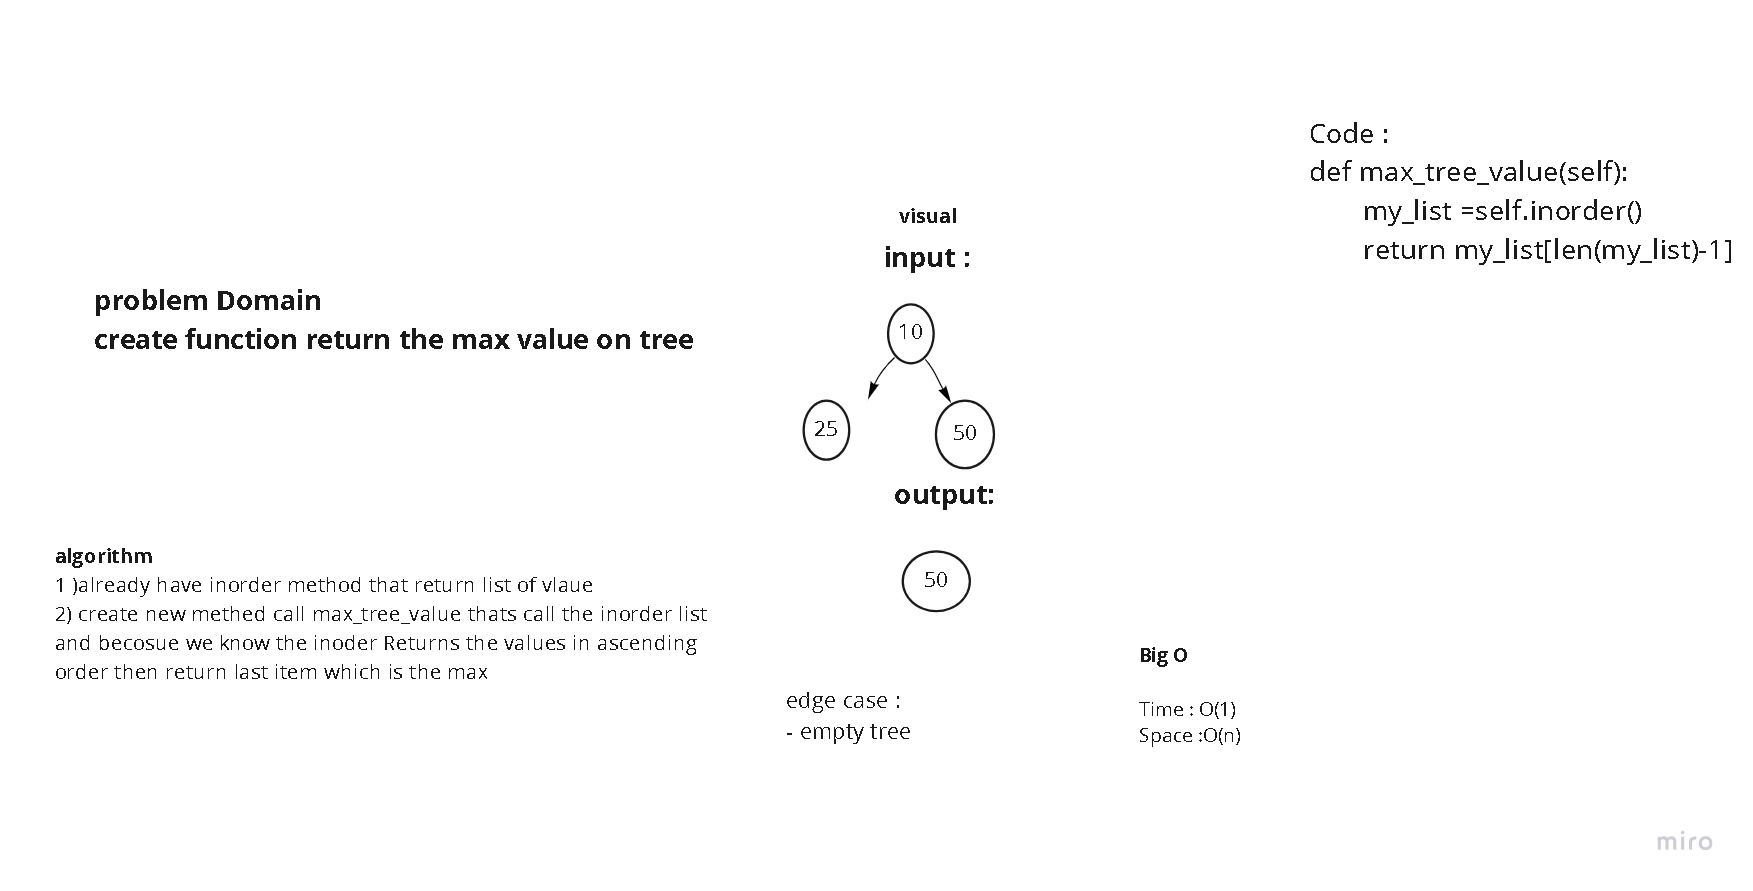 problem Domain
create function return the max value on tree
algorithm
1 )already have inorder method that return list of vlaue
2) create new methed call max_tree_value thats call the inorder list
and becosue we know the inoder Returns the values in ascending
order then return last item which is the max
visual
input :
10
25
50
output:
50
edge case :
- empty tree
Big O
Time : O(1)
Space :O(n)
Code :
def max_tree_value(self):
my_list =self.inorder()
return my_list[len(my_list)-1]
miro